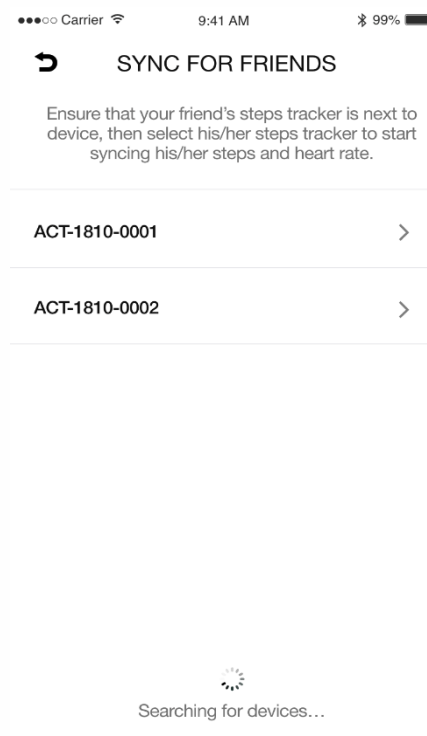 Carrier 9:41 AM 99%
SYNC FOR FRIENDS
Ensure that your friend's steps tracker is next to
device, then select his/her steps tracker to start
syncing his/her steps and heart rate.
ACT-1810-0001
ACT-1810-0002
Searching for devices...